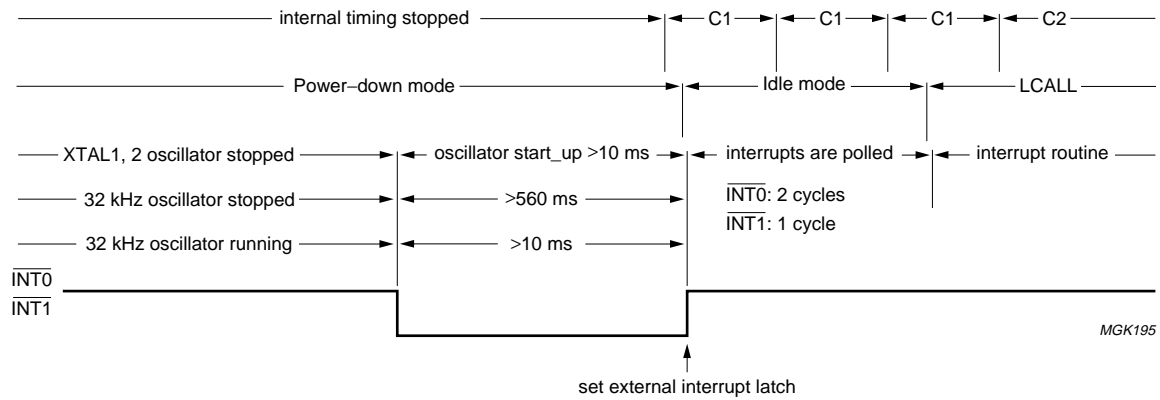 internal timing stopped C1 C1 C1 C2
Power–down mode Idle mode LCALL
XTAL1, 2 oscillator stopped oscillator start_up >10 ms interrupts are polled interrupt routine
32 kHz oscillator stopped >560 ms INT0: 2 cycles
INT1: 1 cycle
32 kHz oscillator running >10 ms
INT0
INT1
MGK195
set external interrupt latch